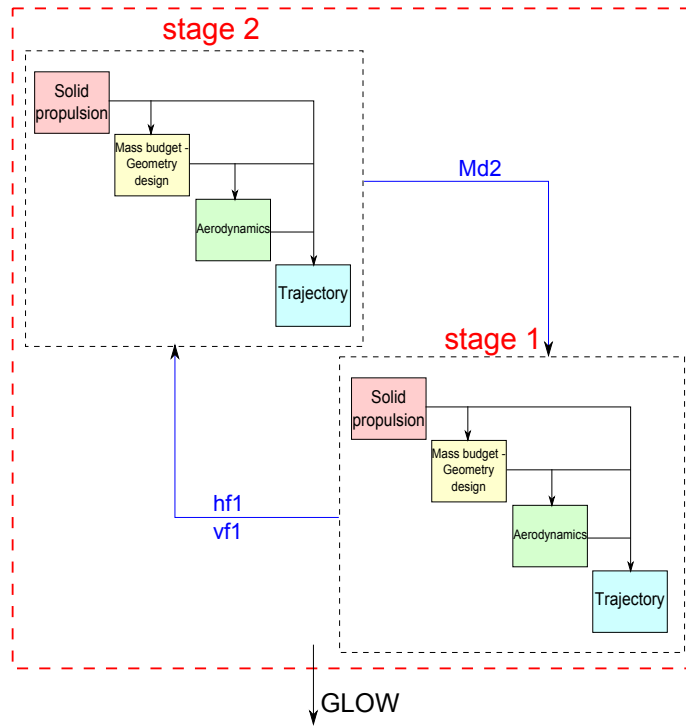 stage 2
Solid
propulsion
Mass budget -
Geometry
design
Aerodynamics
Trajectory
Md2
stage 1
Solid
propulsion
Mass budget -
Geometry
design
Aerodynamics
Trajectory
hf1
vf1
GLOW